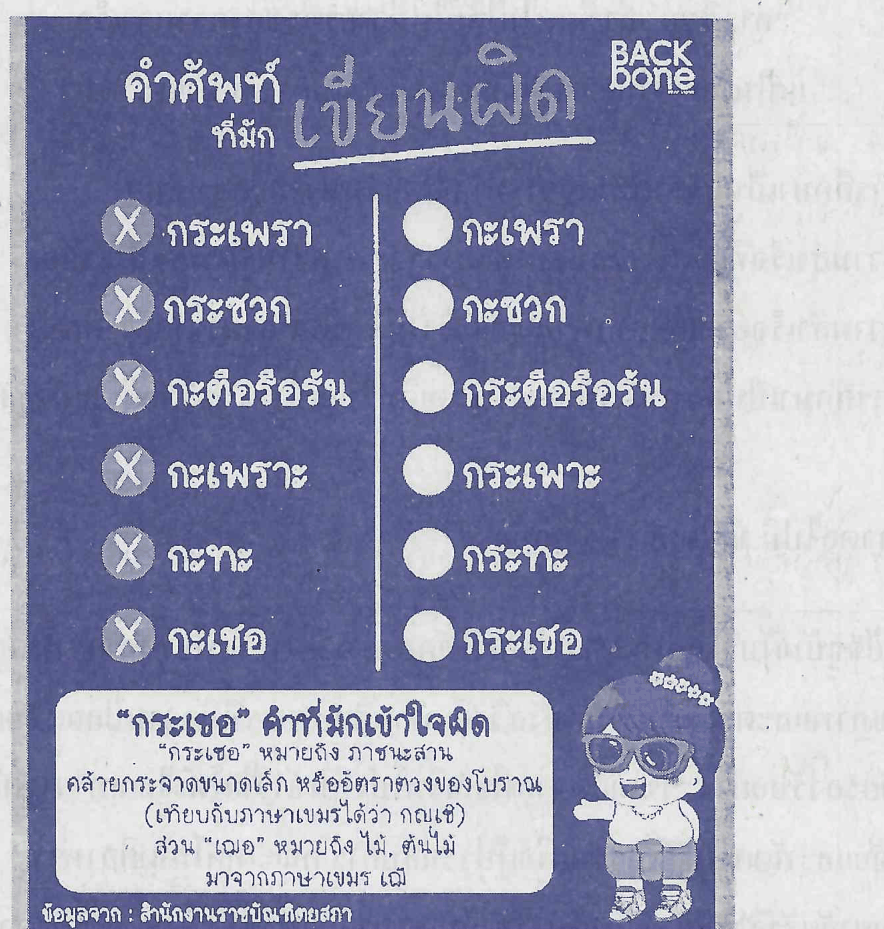 คำศัพท์
ที่มัก เขียนผิด
BACK
bone
X กระเพรา กะเพรา
X กระซวก กะซวก
X กะตือรือร้น กระตือรือร้น
X กะเพราะ กระเพาะ
X กะทะ กระทะ
X กะเชอ กระเชอ
“กระเชอ” คำที่มักเข้าใจผิด
“กระเชอ” หมายถึง ภาชนะสาน
คล้ายกระจาดขนาดเล็ก หรืออัตราตวงของโบราณ
(เทียบกับภาษาเขมรได้ว่า กญฺเชิ)
ส่วน “เฌอ” หมายถึง ไม้, ต้นไม้
มาจากภาษาเขมร เฌิ
ข้อมูลจาก : สำนักงานราชบัณฑิตยสภา